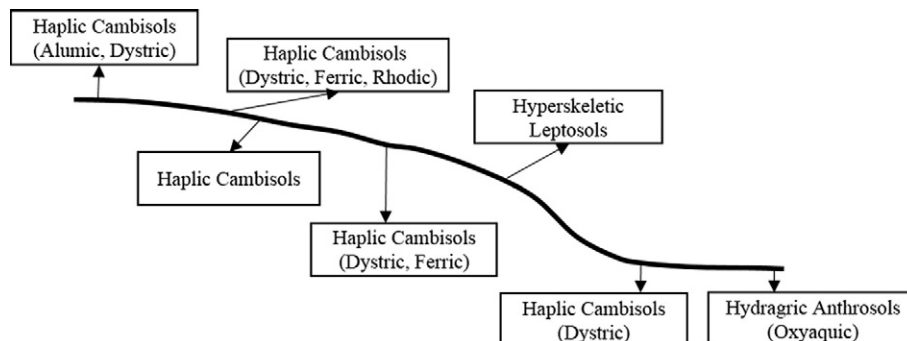 Haplic Cambisols
(Alumic, Dystric)
Haplic Cambisols
(Dystric, Ferric, Rhodic)
Hyperskeletic
Leptosols
Haplic Cambisols
Haplic Cambisols
(Dystric, Ferric)
Haplic Cambisols
(Dystric)
Hydragric Anthrosols
(Oxyaquic)